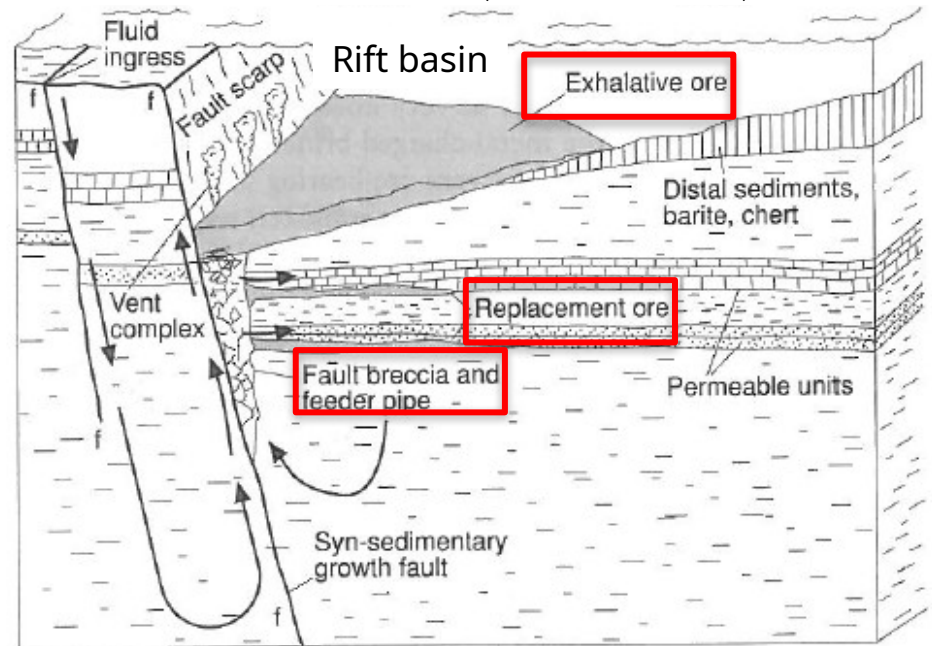 Fluid
ingress
Rift basin
Exhalative ore
f
f
Fault scarp
Distal sediments,
barite, chert
Vent
complex
Replacement ore
Fault breccia and
feeder pipe
Permeable units
f
Syn-sedimentary
growth fault
f